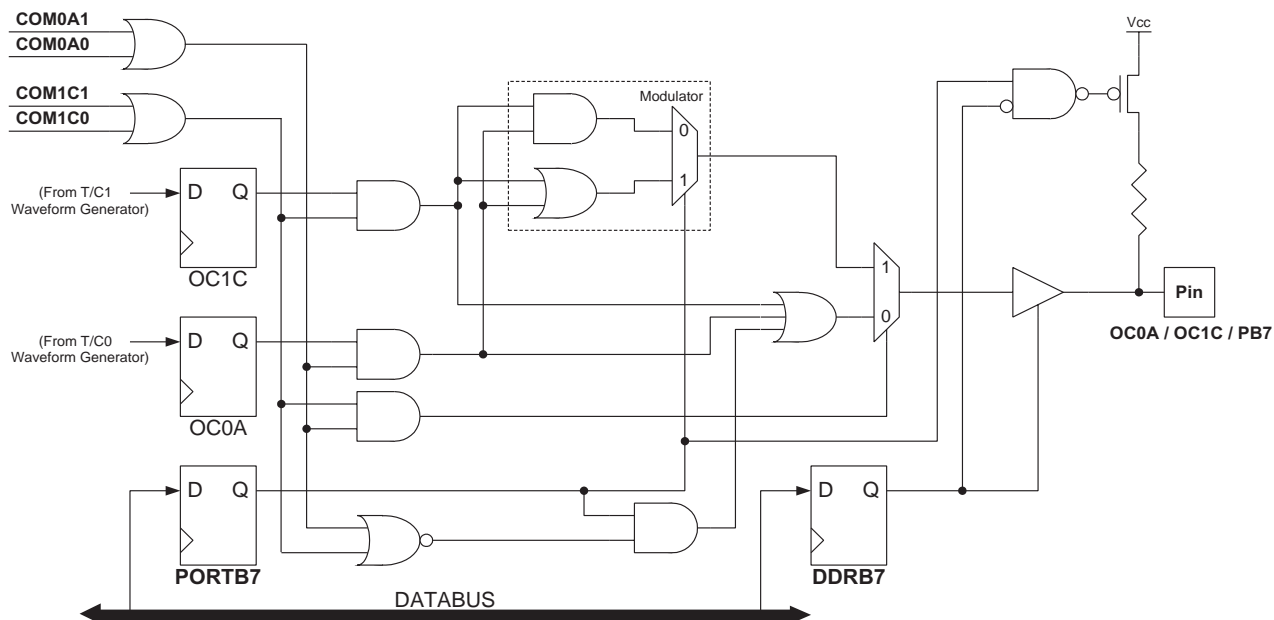 COM0A1
COM0A0
Vcc
COM1C1
COM1C0
Modulator
0
1
(From T/C1
Waveform Generator)
D Q
OC1C
1
0
Pin
OC0A / OC1C / PB7
(From T/C0
Waveform Generator)
D Q
OC0A
D Q
PORTB7
D Q
DDRB7
DATABUS